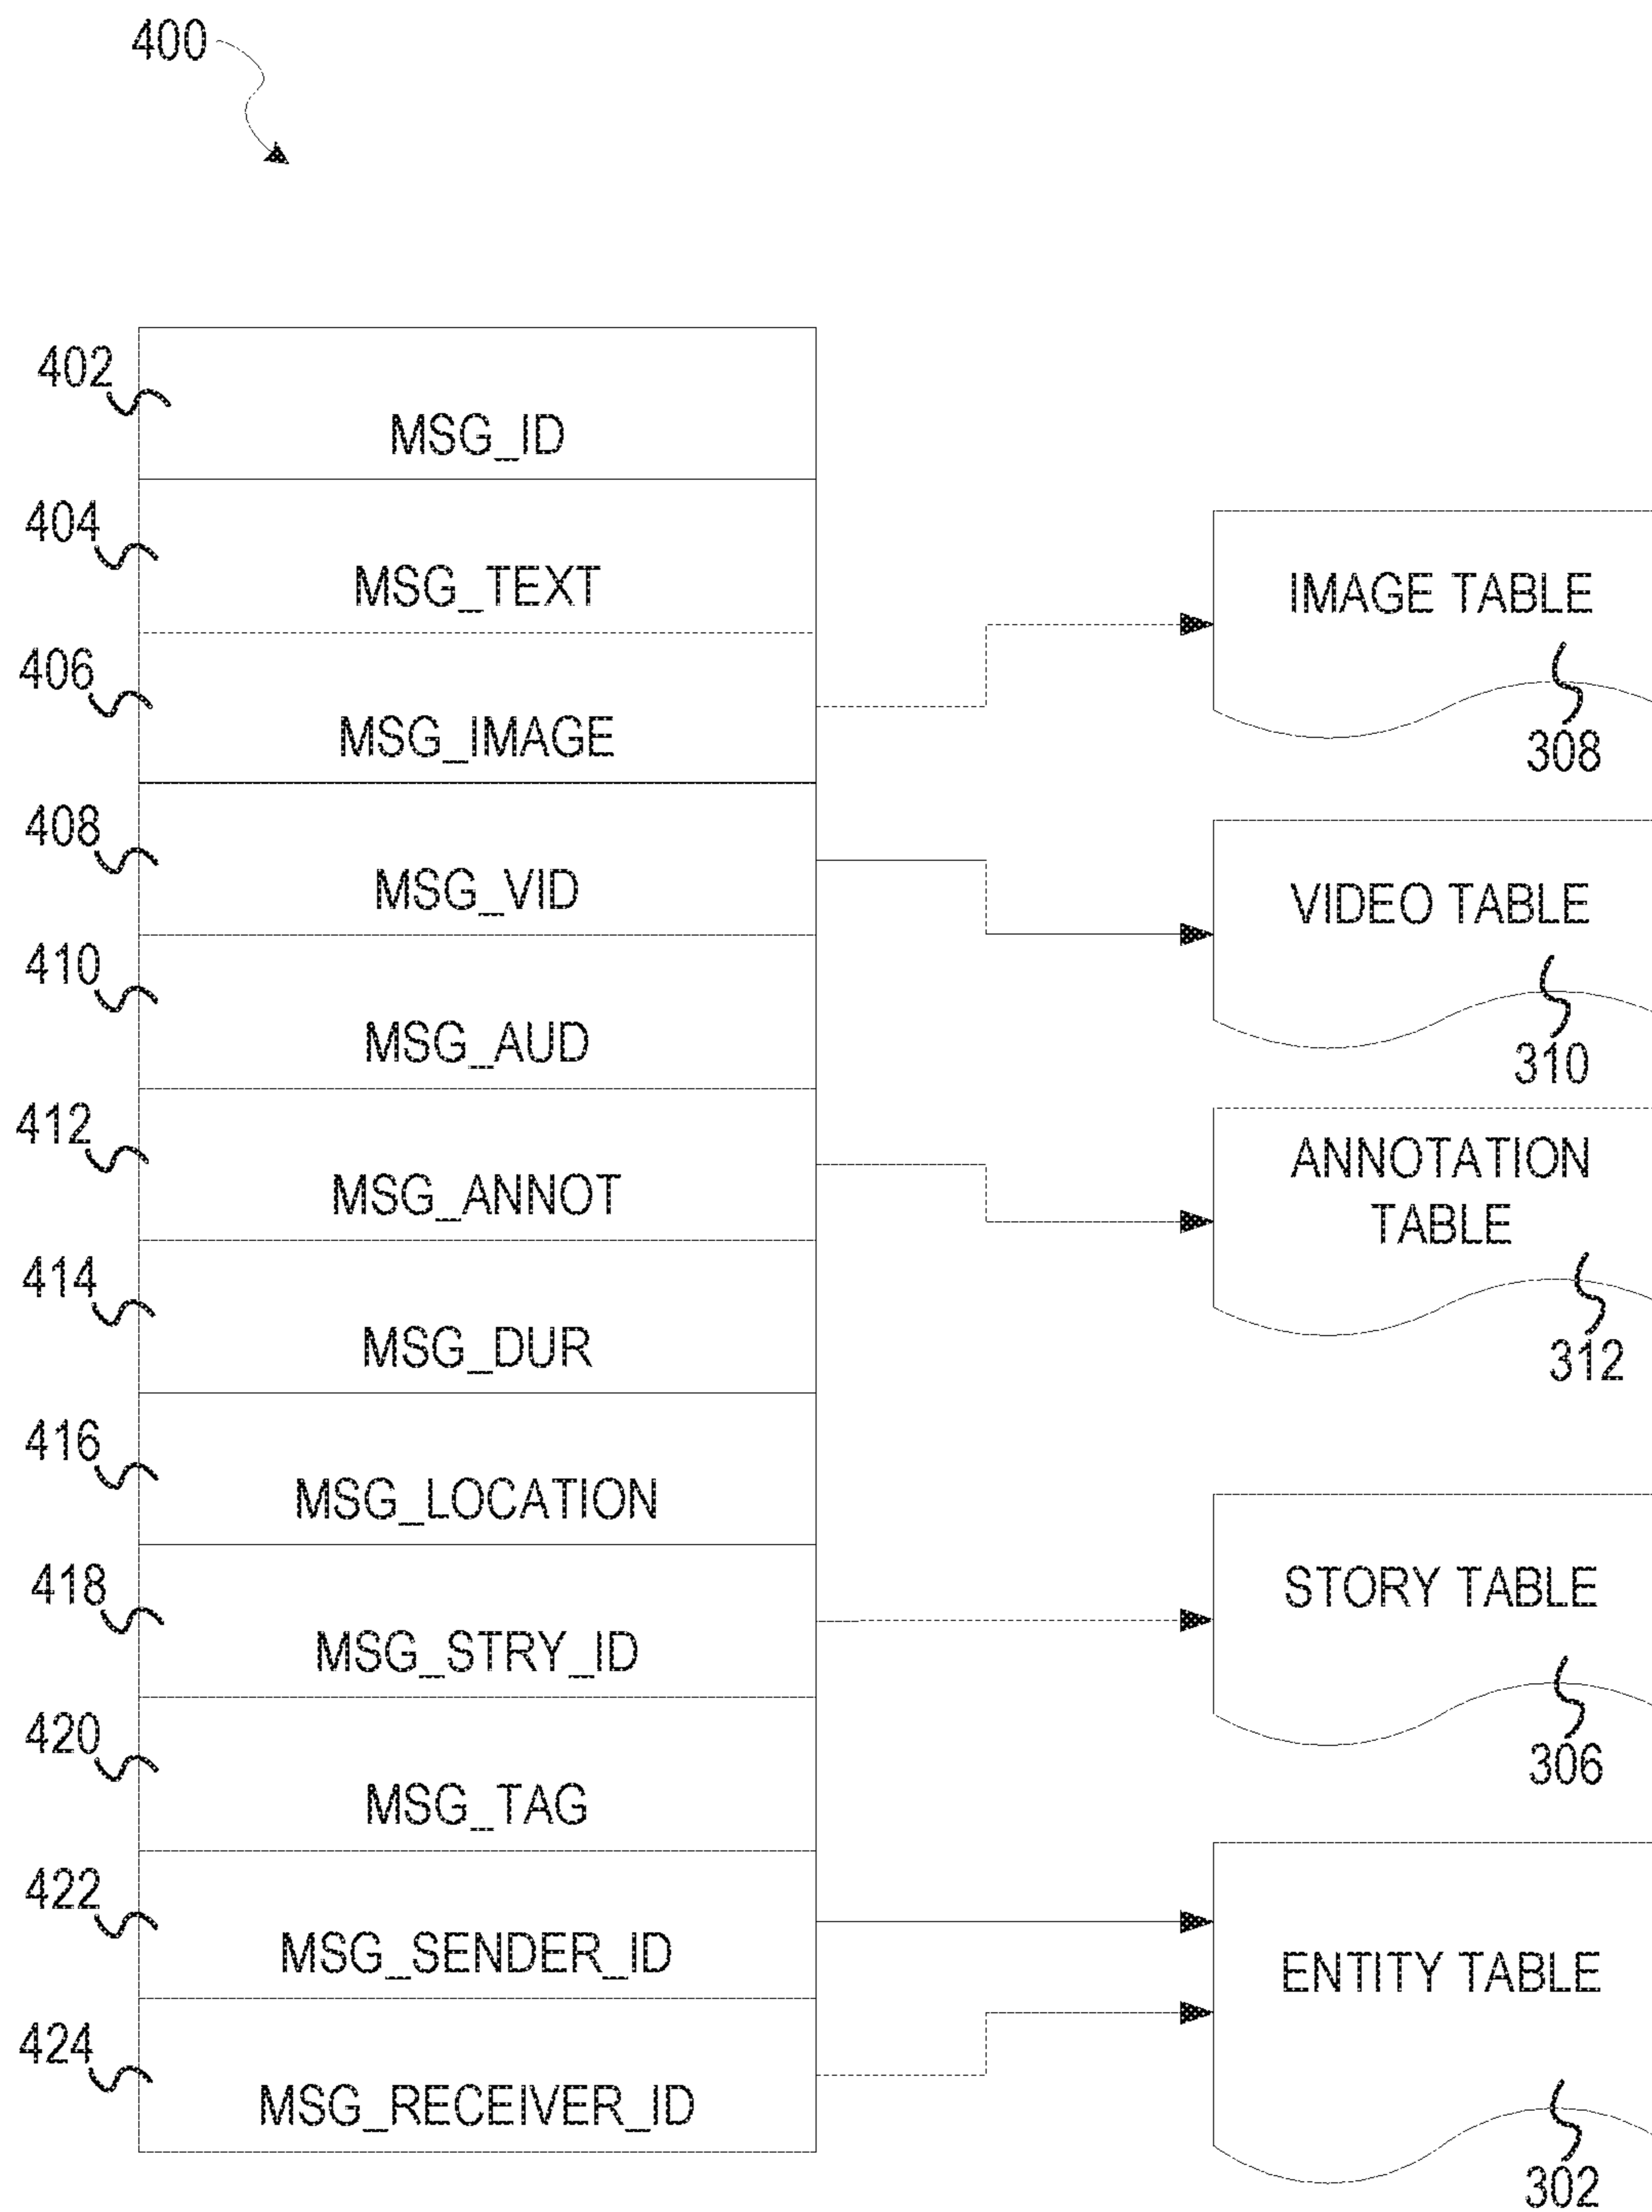 400
402
MSG_ID
404
MSG_TEXT
406
MSG_IMAGE
408
MSG_VID
410
MSG_AUD
412
MSG_ANNOT
414
MSG_DUR
416
MSG_LOCATION
418
MSG_STRY_ID
420
MSG_TAG
422
MSG_SENDER_ID
424
MSG_RECEIVER_ID
IMAGE TABLE
308
VIDEO TABLE
310
ANNOTATION
TABLE
312
STORY TABLE
306
ENTITY TABLE
302